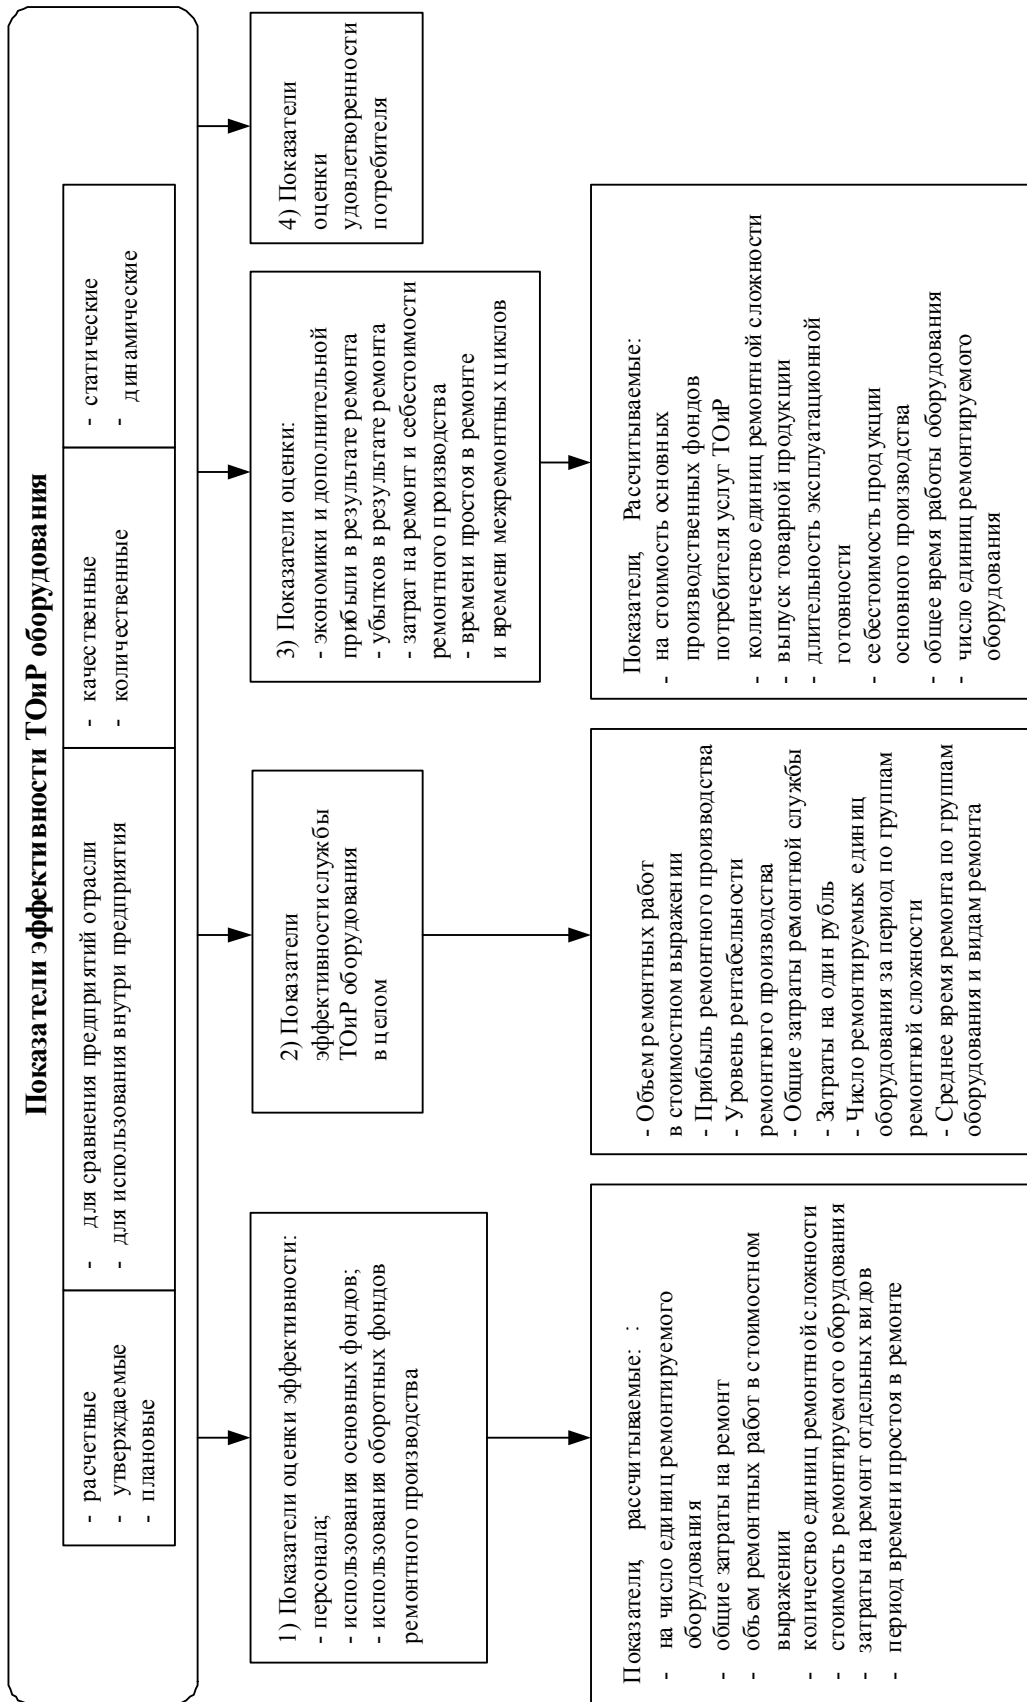 Показатели эффективности ТОиР оборудования
- расчетные
- утверждаемые
- плановые
- для сравнения предприятий отрасли
- для использования внутри предприятия
- качественные
- количественные
- статические
- динамические
1) Показатели оценки эффективности:
- персонала;
- использования основных фондов;
- использования оборотных фондов
ремонтного производства
2) Показатели
эффективности службы
ТОиР оборудования
в целом
3) Показатели оценки:
- экономики и дополнительной
прибыли в результате ремонта
- убытков в результате ремонта
- затрат на ремонт и себестоимости
ремонтного производства
- времени простоя в ремонте
и времени межремонтных циклов
4) Показатели
оценки
удовлетворенности
потребителя
Показатели, рассчитываемые: :
- на число единиц ремонтируемого
оборудования
- общие затраты на ремонт
- объем ремонтных работ в стоимостном
выражении
- количество единиц ремонтной сложности
- стоимость ремонтируемого оборудования
- затраты на ремонт отдельных видов
- период времени простоя в ремонте
- Объем ремонтных работ
в стоимостном выражении
- Прибыль ремонтного производства
- Уровень рентабельности
ремонтного производства
- Общие затраты ремонтной службы
- Затраты на один рубль
- Число ремонтируемых единиц
оборудования за период по группам
ремонтной сложности
- Среднее время ремонта по группам
оборудования и видам ремонта
Показатели, Рассчитываемые:
- на стоимость основных
производственных фондов
потребителя услуг ТОиР
- количество единиц ремонтной сложности
- выпуск товарной продукции
- длительность эксплуатационной
готовности
- себестоимость продукции
основного производства
- общее время работы оборудования
- число единиц ремонтируемого
оборудования